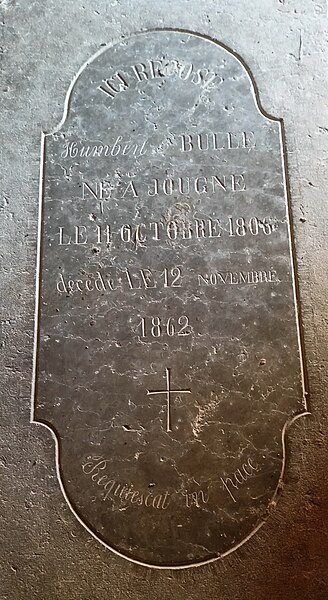 ICI REPOSE
Humbert BULLE
NÉ A JOUGNE
LE 11 OCTOBRE 1806
décédé LE 12 NOVEMBRE
1862
Requiescat in pace